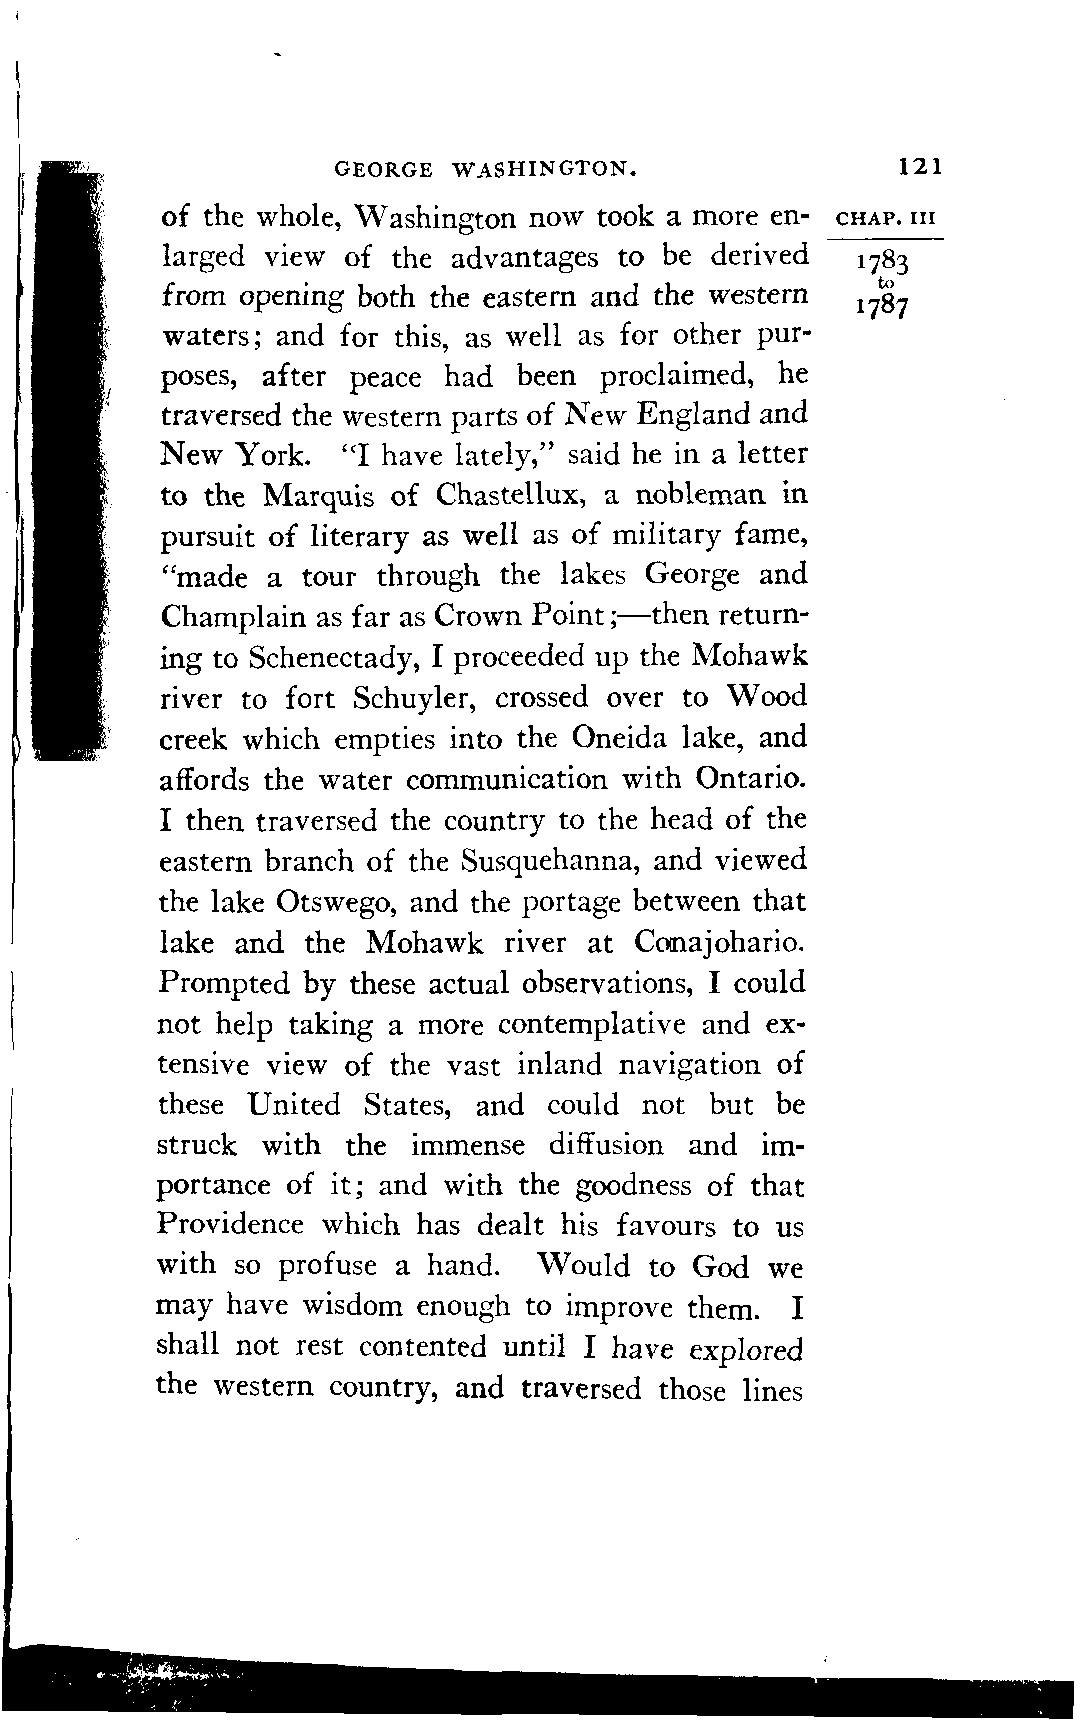 GEORGE WASHINGTON. 121
CHAP. III
1783
to
1787
of the whole, Washington now took a more en-
larged view of the advantages to be derived
from opening both the eastern and the western
waters; and for this, as well as for other pur-
poses, after peace had been proclaimed, he
traversed the western parts of New England and
New York. "I have lately," said he in a letter
to the Marquis of Chastellux, a nobleman in
pursuit of literary as well as of military fame,
"made a tour through the lakes George and
Champlain as far as Crown Point;—then return-
ing to Schenectady, I proceeded up the Mohawk
river to fort Schuyler, crossed over to Wood
creek which empties into the Oneida lake, and
affords the water communication with Ontario.
I then traversed the country to the head of the
eastern branch of the Susquehanna, and viewed
the lake Otswego, and the portage between that
lake and the Mohawk river at Conajohario.
Prompted by these actual observations, I could
not help taking a more contemplative and ex-
tensive view of the vast inland navigation of
these United States, and could not but be
struck with the immense diffusion and im-
portance of it; and with the goodness of that
Providence which has dealt his favours to us
with so profuse a hand. Would to God we
may have wisdom enough to improve them. I
shall not rest contented until I have explored
the western country, and traversed those lines